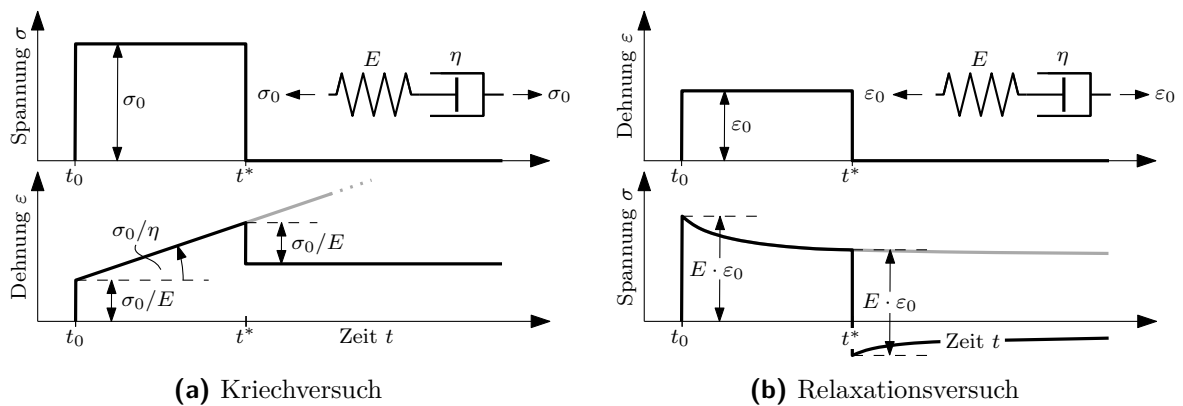 Spannung σ
σ₀
E
η
σ₀
σ₀
t₀
t*
Dehnung ε
σ₀/η
σ₀/E
σ₀/E
t₀
t*
Zeit t
(a) Kriechversuch
Dehnung ε
ε₀
E
η
ε₀
ε₀
t₀
t*
Spannung σ
E · ε₀
E · ε₀
t₀
t*
Zeit t
(b) Relaxationsversuch